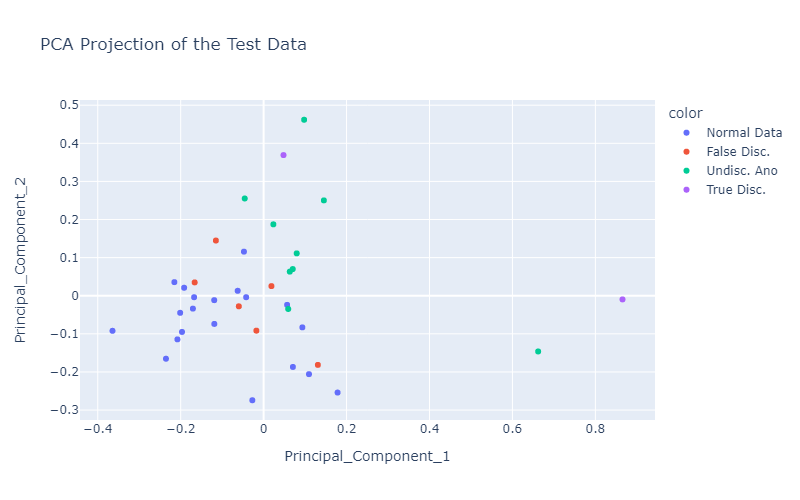 PCA Projection of the Test Data
color
Normal Data
False Disc.
Undisc. Ano
True Disc.
0.5
0.4
0.3
0.2
0.1
0
−0.1
−0.2
−0.3
Principal_Component_2
−0.4
−0.2
0
0.2
0.4
0.6
0.8
Principal_Component_1